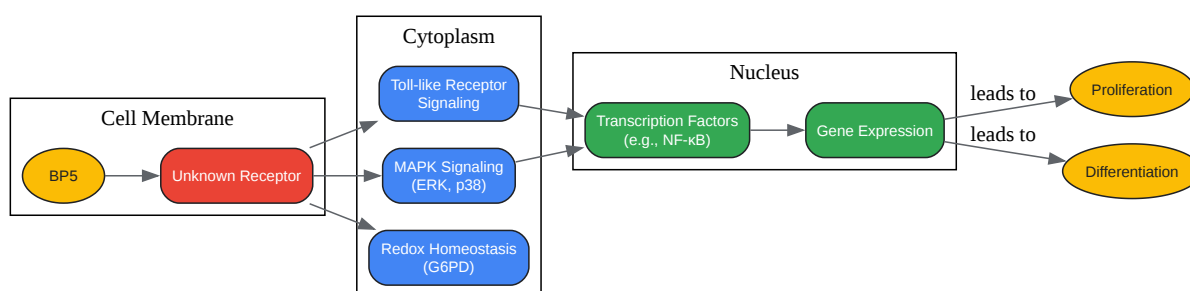 Cell Membrane
BP5
Unknown Receptor
Cytoplasm
Toll-like Receptor
Signaling
MAPK Signaling
(ERK, p38)
Redox Homeostasis
(G6PD)
Nucleus
Transcription Factors
(e.g., NF-κB)
Gene Expression
leads to
leads to
Proliferation
Differentiation